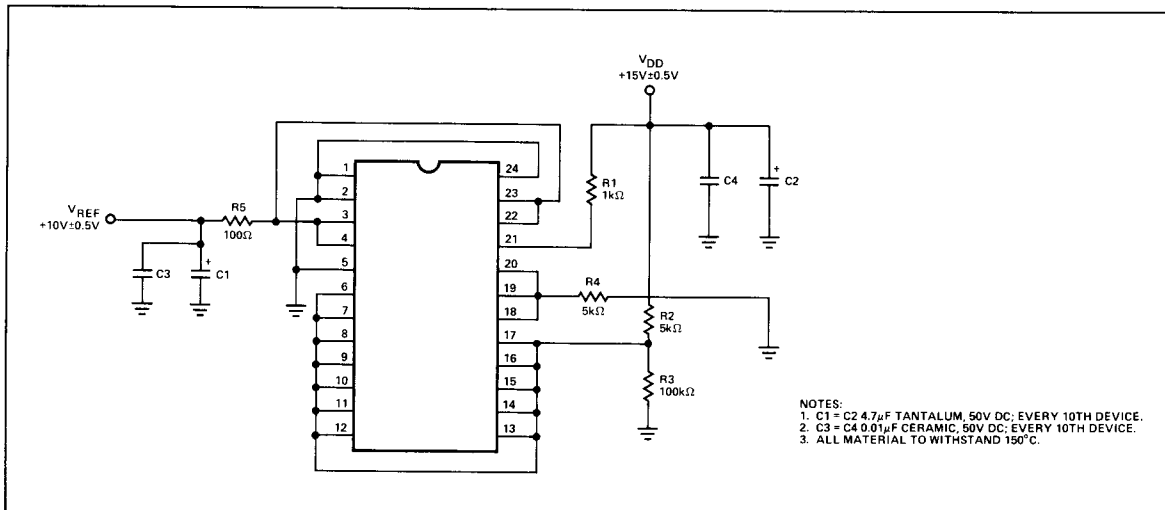 V_DD
+15V±0.5V
V_REF
+10V±0.5V
R5
100Ω
C3
C1
+
1
2
3
4
5
6
7
8
9
10
11
12
24
23
22
21
20
19
18
17
16
15
14
13
R1
1kΩ
C4
+
C2
R4
5kΩ
R2
5kΩ
R3
100kΩ
NOTES:
1. C1 = C2 4.7μF TANTALUM, 50V DC; EVERY 10TH DEVICE.
2. C3 = C4 0.01μF CERAMIC, 50V DC; EVERY 10TH DEVICE.
3. ALL MATERIAL TO WITHSTAND 150°C.